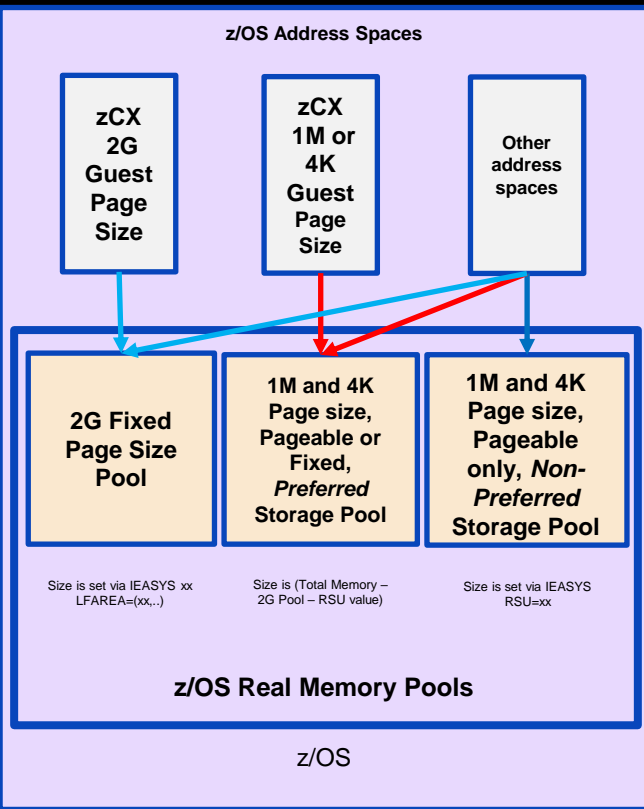 z/OS Address Spaces
zCX
2G
Guest
Page
Size
zCX
1M or
4K
Guest
Page
Size
Other
address
spaces
2G Fixed
Page Size
Pool
1M and 4K
Page size,
Pageable or
Fixed,
Preferred
Storage Pool
1M and 4K
Page size,
Pageable
only, Non-
Preferred
Storage Pool
Size is set via IEASYS xx
LFAREA=(xx,..)
Size is (Total Memory –
2G Pool – RSU value)
Size is set via IEASYS
RSU=xx
z/OS Real Memory Pools
z/OS